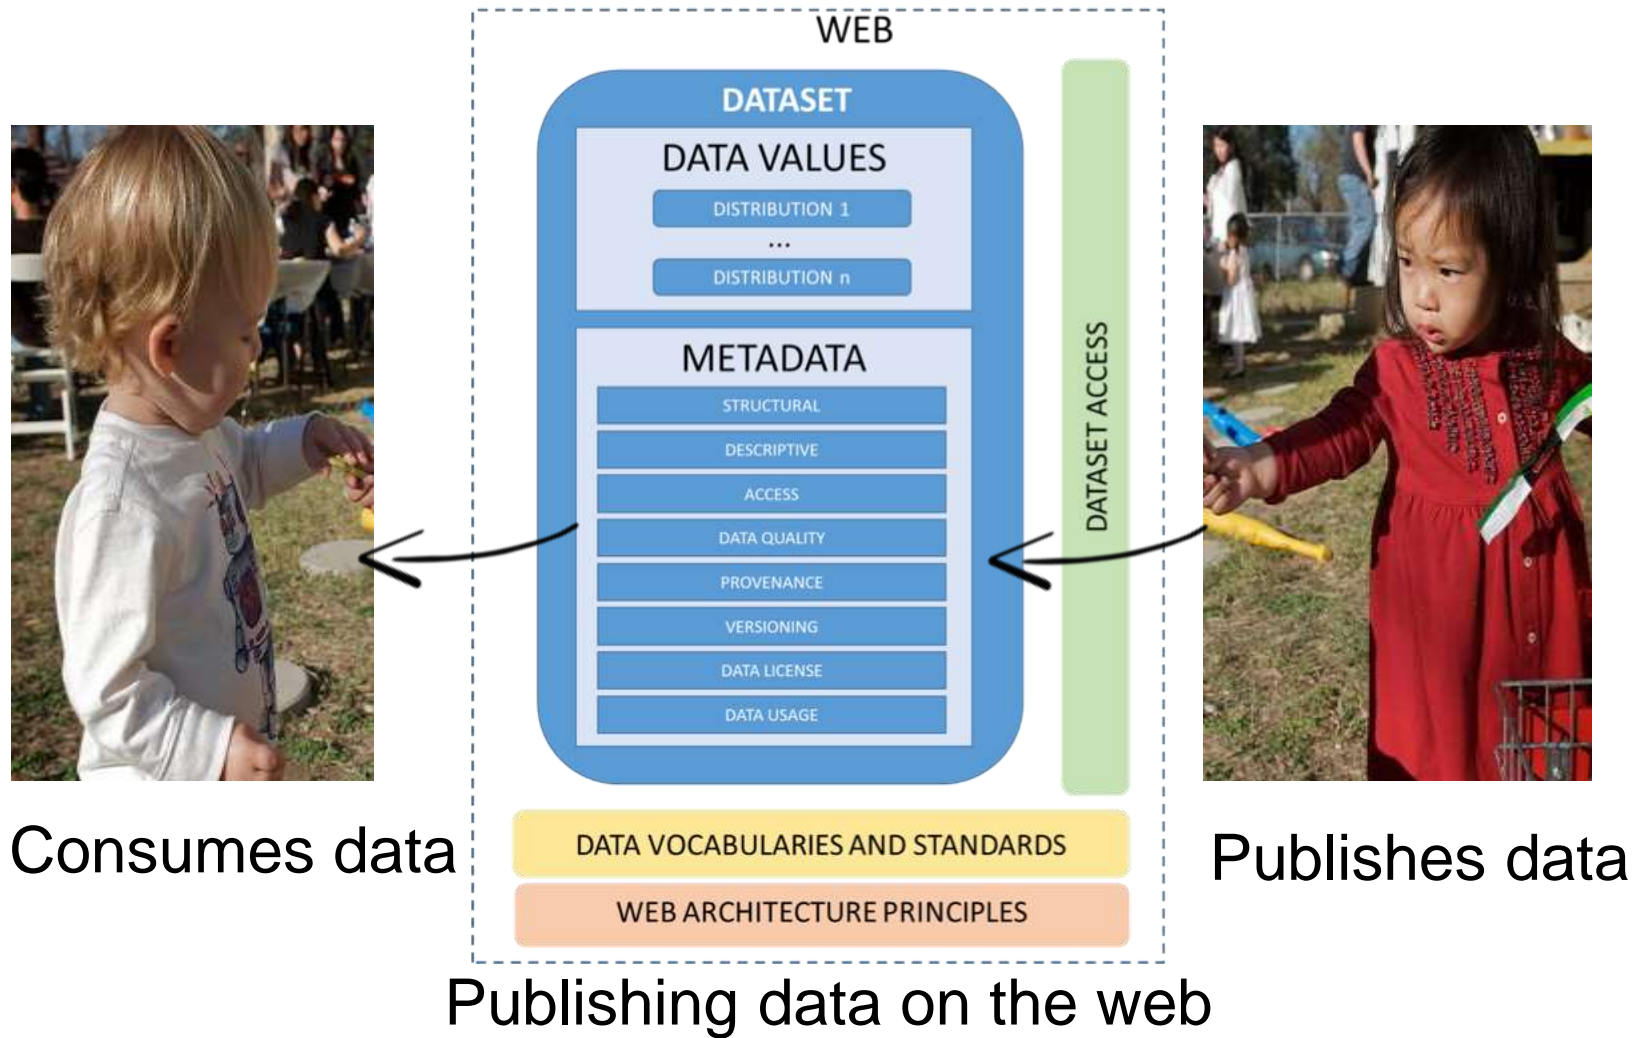 WEB
DATASET
DATA VALUES
DISTRIBUTION 1
...
DISTRIBUTION n
METADATA
STRUCTURAL
DESCRIPTIVE
ACCESS
DATA QUALITY
PROVENANCE
VERSIONING
DATA LICENSE
DATA USAGE
DATASET ACCESS
DATA VOCABULARIES AND STANDARDS
WEB ARCHITECTURE PRINCIPLES
Consumes data
Publishes data
Publishing data on the web